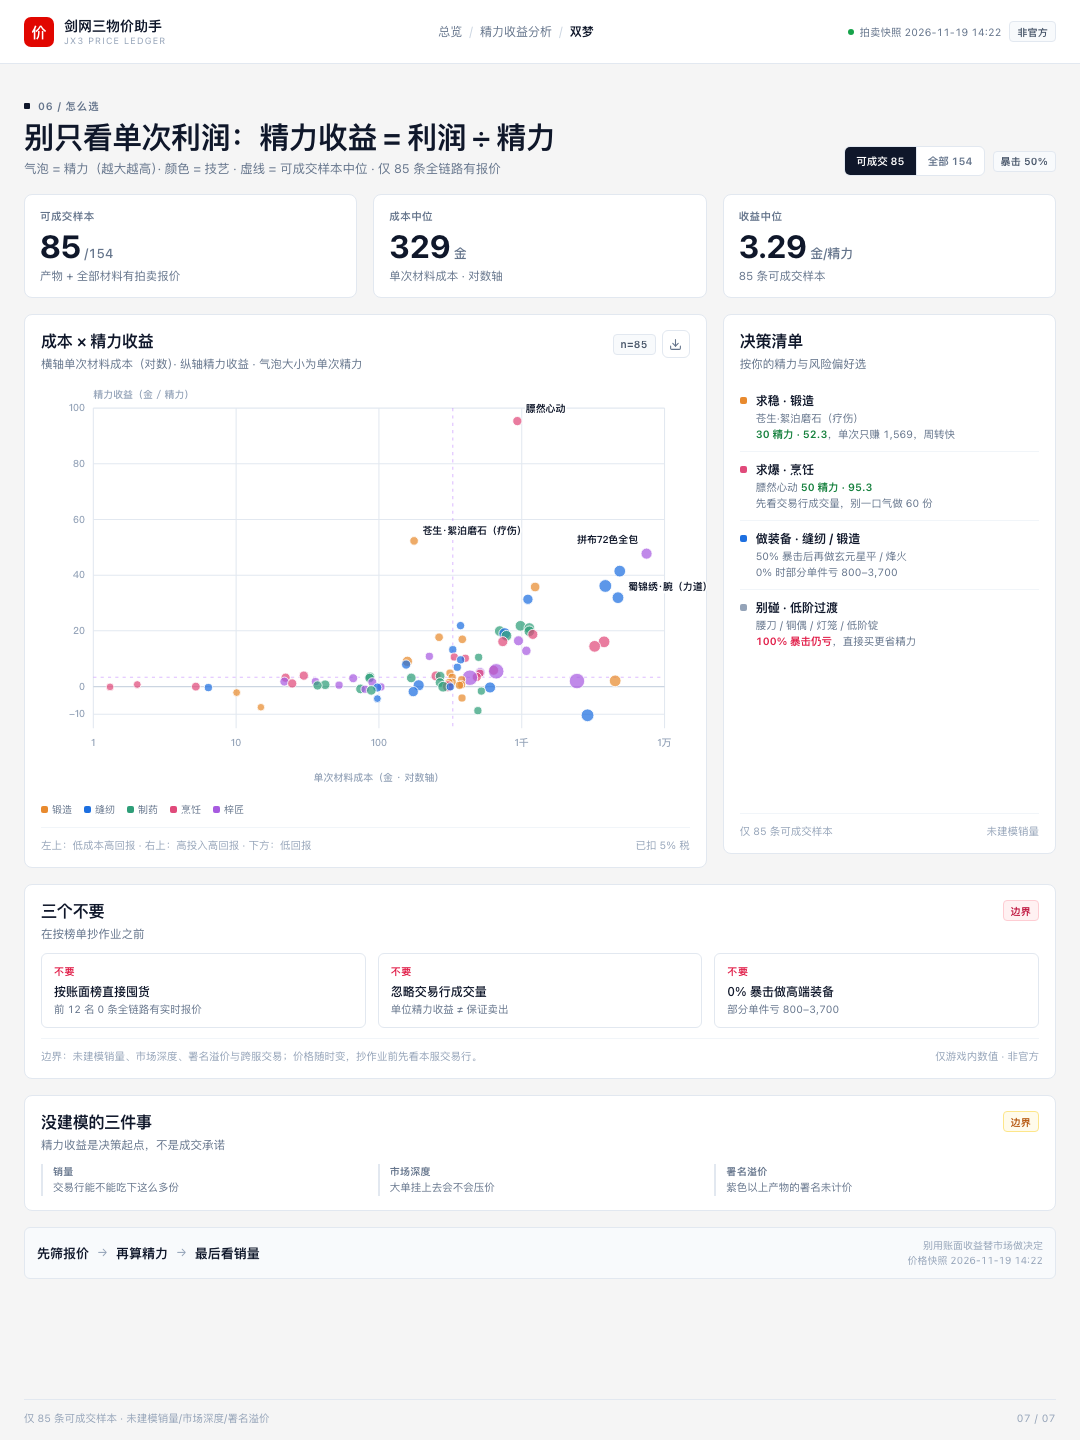 价
剑网三物价助手
JX3 PRICE LEDGER
总览 / 精力收益分析 / 双梦
拍卖快照 2026-11-19 14:22
非官方
06 / 怎么选
别只看单次利润：精力收益 = 利润 ÷ 精力
气泡 = 精力（越大越高）· 颜色 = 技艺 · 虚线 = 可成交样本中位 · 仅 85 条全链路有报价
可成交 85
全部 154
暴击 50%
可成交样本
85 /154
产物 + 全部材料有拍卖报价
成本中位
329 金
单次材料成本 · 对数轴
收益中位
3.29 金/精力
85 条可成交样本
成本 × 精力收益
横轴单次材料成本（对数）· 纵轴精力收益 · 气泡大小为单次精力
n=85
精力收益（金 / 精力）
100
80
60
40
20
0
−10
膘然心动
苍生·絮泊磨石（疗伤）
拼布72色全包
蜀锦绣·腕（力道）
1
10
100
1千
1万
单次材料成本（金 · 对数轴）
锻造
缝纫
制药
烹饪
梓匠
左上：低成本高回报 · 右上：高投入高回报 · 下方：低回报
已扣 5% 税
决策清单
按你的精力与风险偏好选
求稳 · 锻造
苍生·絮泊磨石（疗伤）
30 精力 · 52.3，单次只赚 1,569，周转快
求爆 · 烹饪
膘然心动 50 精力 · 95.3
先看交易行成交量，别一口气做 60 份
做装备 · 缝纫 / 锻造
50% 暴击后再做玄元星平 / 烽火
0% 时部分单件亏 800–3,700
别碰 · 低阶过渡
腰刀 / 铜偶 / 灯笼 / 低阶锭
100% 暴击仍亏，直接买更省精力
仅 85 条可成交样本
未建模销量
三个不要
在按榜单抄作业之前
边界
不要
按账面榜直接囤货
前 12 名 0 条全链路有实时报价
不要
忽略交易行成交量
单位精力收益 ≠ 保证卖出
不要
0% 暴击做高端装备
部分单件亏 800–3,700
边界：未建模销量、市场深度、署名溢价与跨服交易；价格随时变，抄作业前先看本服交易行。
仅游戏内数值 · 非官方
没建模的三件事
精力收益是决策起点，不是成交承诺
边界
销量
交易行能不能吃下这么多份
市场深度
大单挂上去会不会压价
署名溢价
紫色以上产物的署名未计价
先筛报价 → 再算精力 → 最后看销量
别用账面收益替市场做决定
价格快照 2026-11-19 14:22
仅 85 条可成交样本 · 未建模销量/市场深度/署名溢价
07 / 07